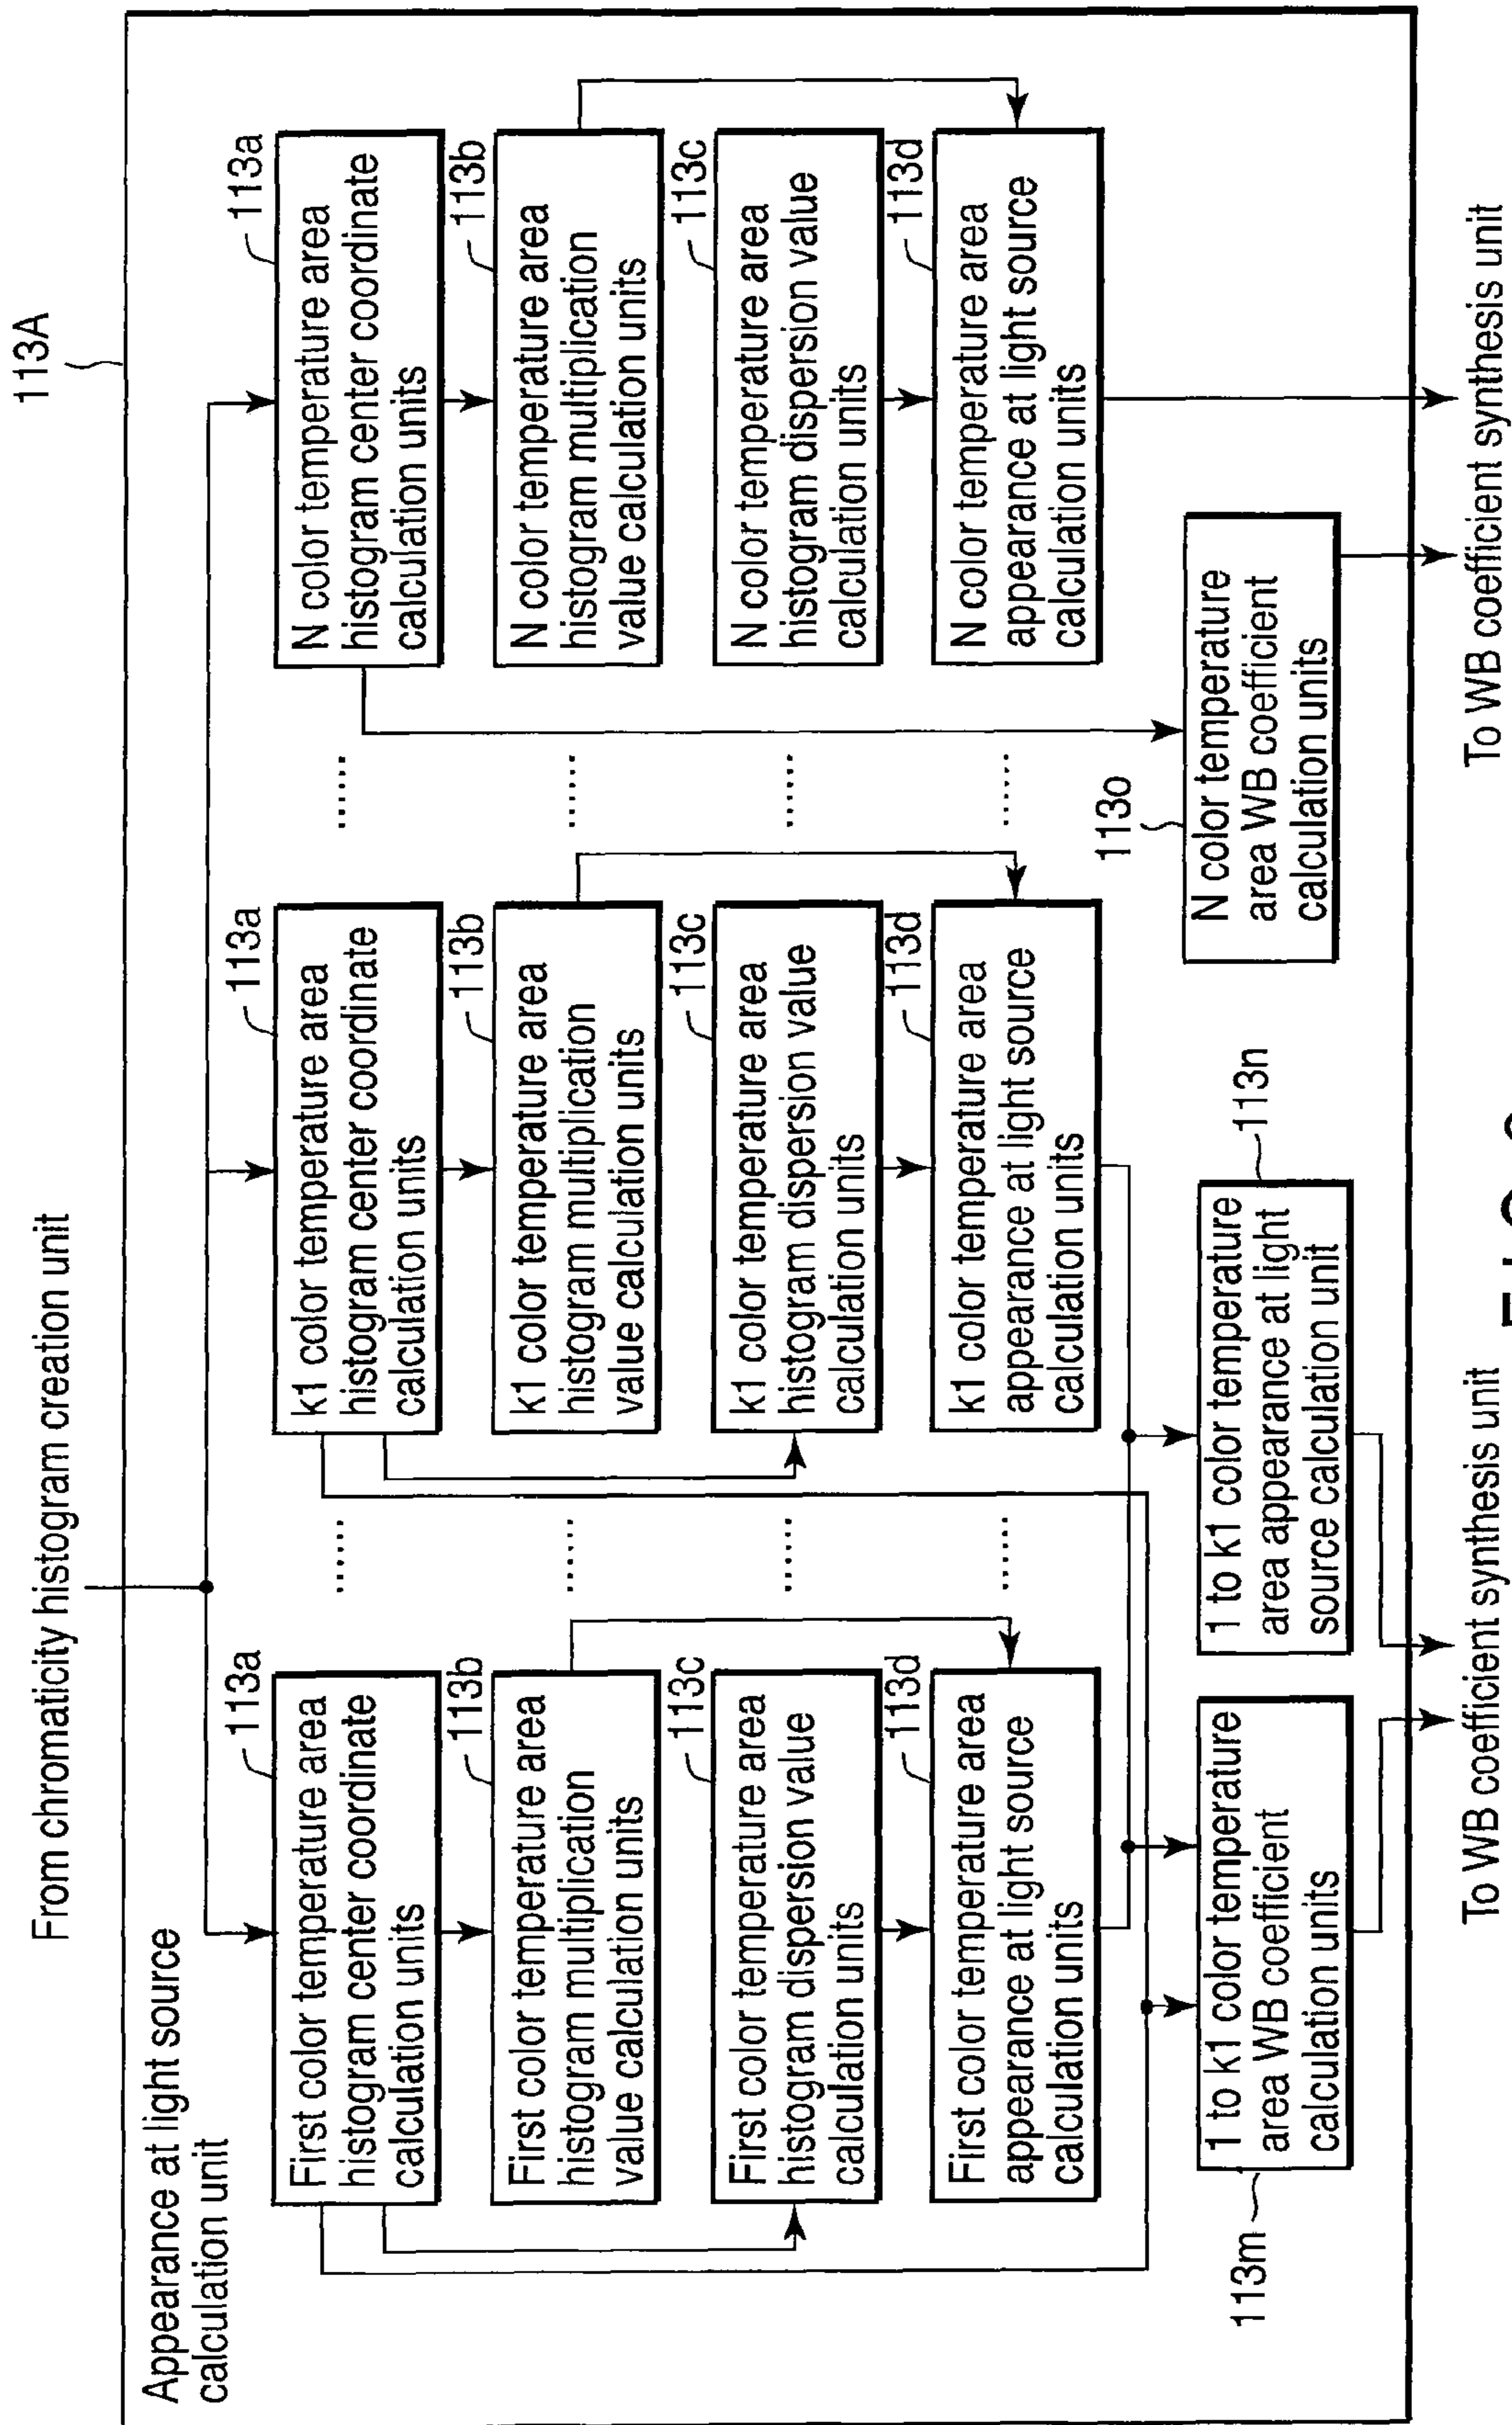 From chromaticity histogram creation unit
113A
Appearance at light source
calculation unit
113a
First color temperature area
histogram center coordinate
calculation units
113b
First color temperature area
histogram multiplication
value calculation units
113c
First color temperature area
histogram dispersion value
calculation units
113d
First color temperature area
appearance at light source
calculation units
......
......
......
......
113a
k1 color temperature area
histogram center coordinate
calculation units
113b
k1 color temperature area
histogram multiplication
value calculation units
113c
k1 color temperature area
histogram dispersion value
calculation units
113d
k1 color temperature area
appearance at light source
calculation units
......
......
......
......
113a
N color temperature area
histogram center coordinate
calculation units
113b
N color temperature area
histogram multiplication
value calculation units
113c
N color temperature area
histogram dispersion value
calculation units
113d
N color temperature area
appearance at light source
calculation units
113m
1 to k1 color temperature
area WB coefficient
calculation units
113n
1 to k1 color temperature
area appearance at light
source calculation unit
113o
N color temperature
area WB coefficient
calculation units
To WB coefficient synthesis unit
To WB coefficient synthesis unit